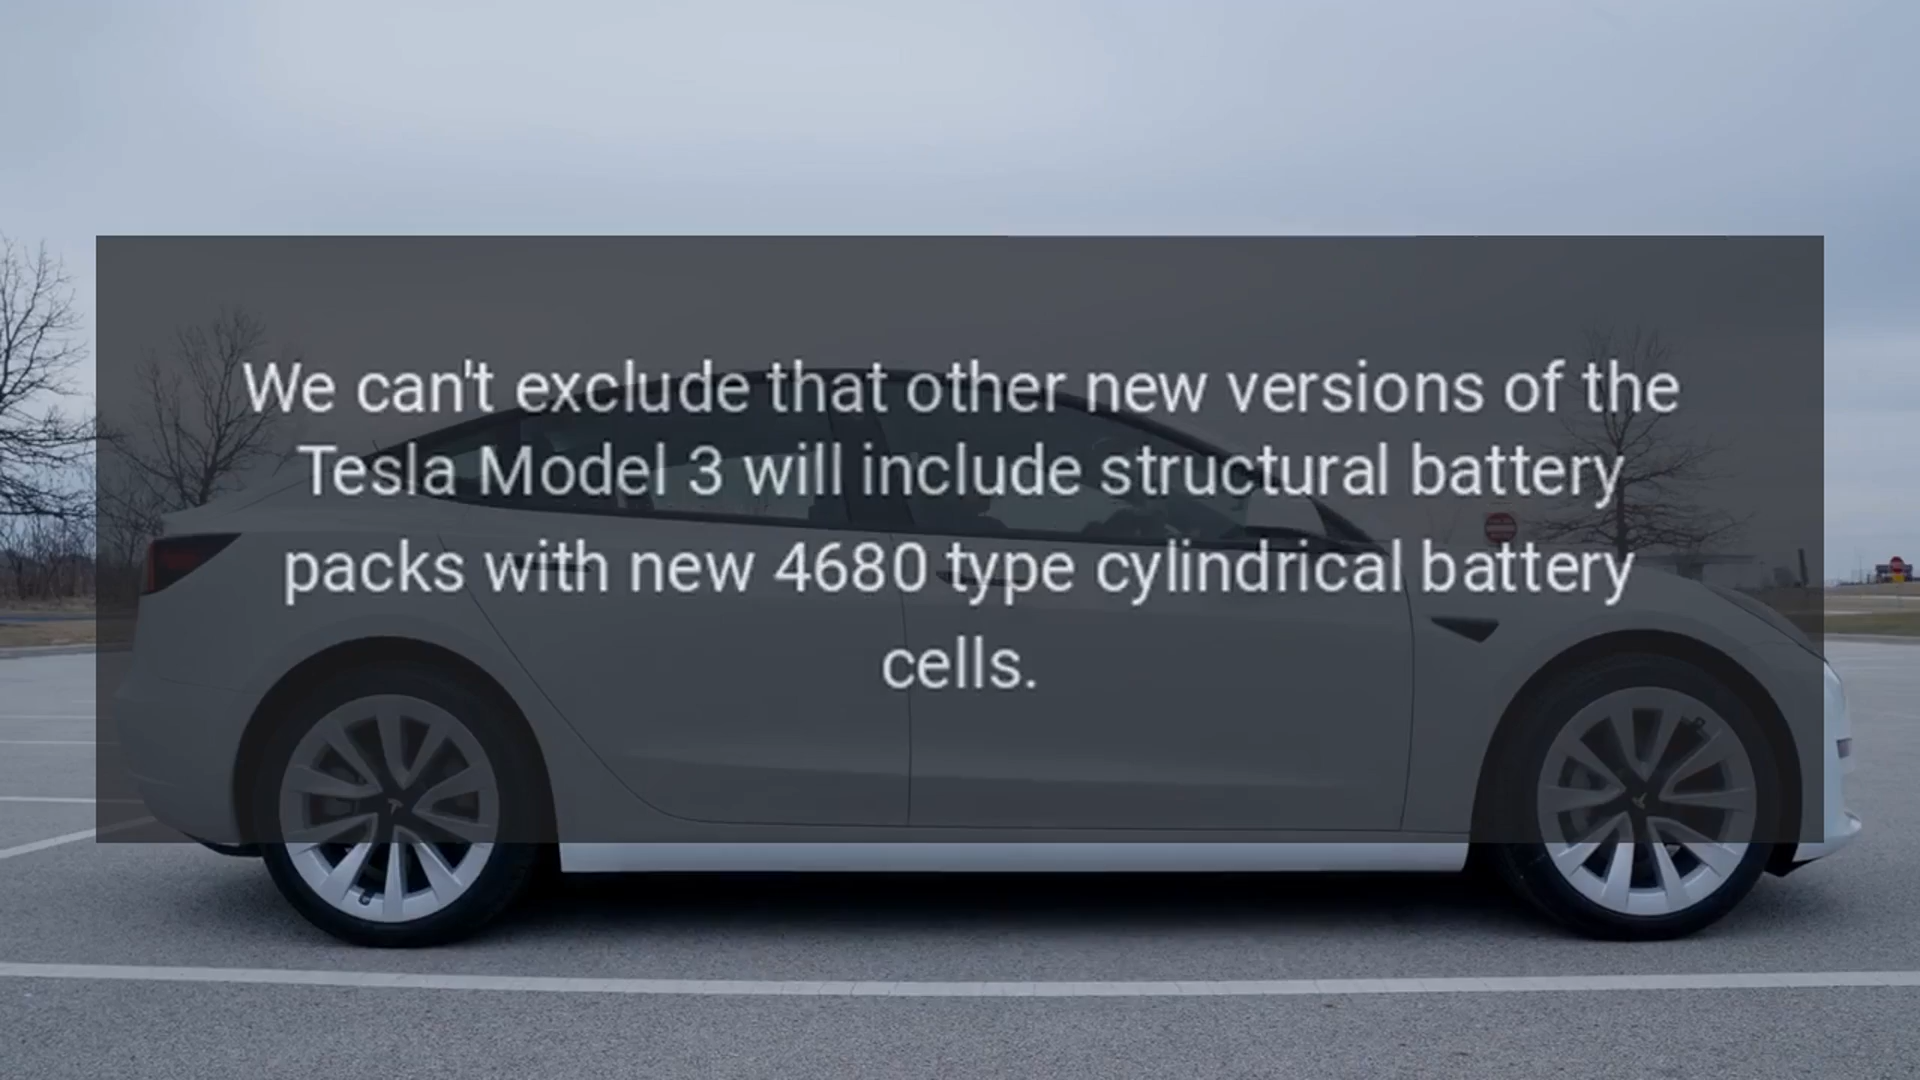 We can't exclude that other new versions of the
Tesla Model 3 will include structural battery
packs with new 4680 type cylindrical battery
cells.